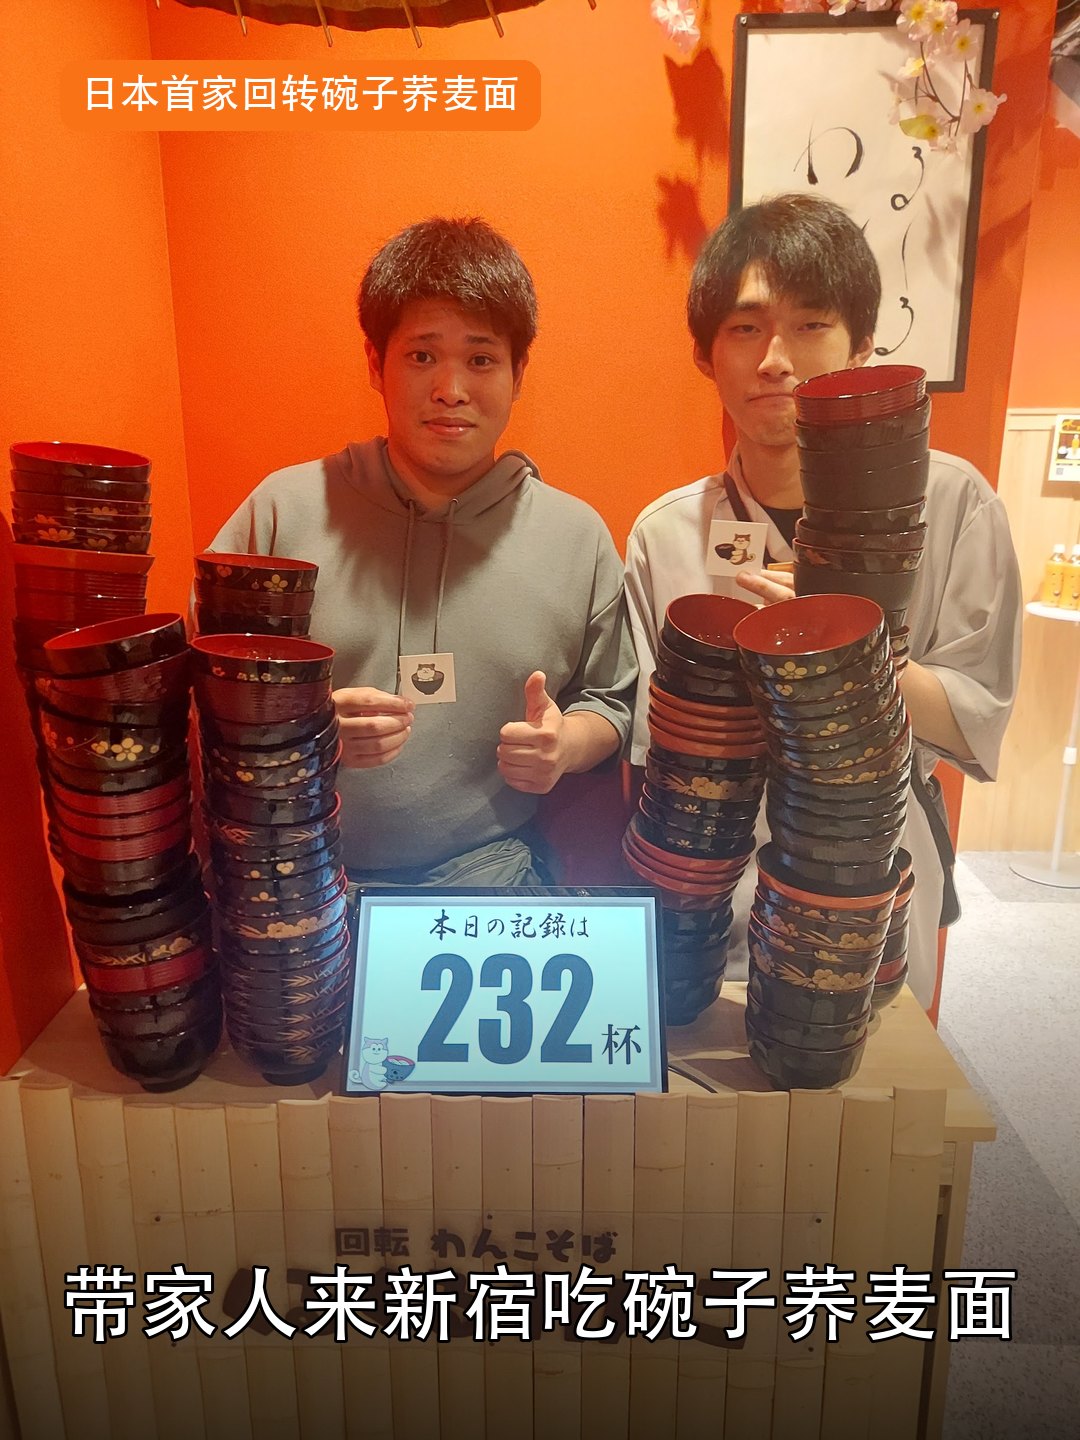 日本首家回转碗子荞麦面
わ
本日の記録は
232杯
回転 わんこそば
带家人来新宿吃碗子荞麦面